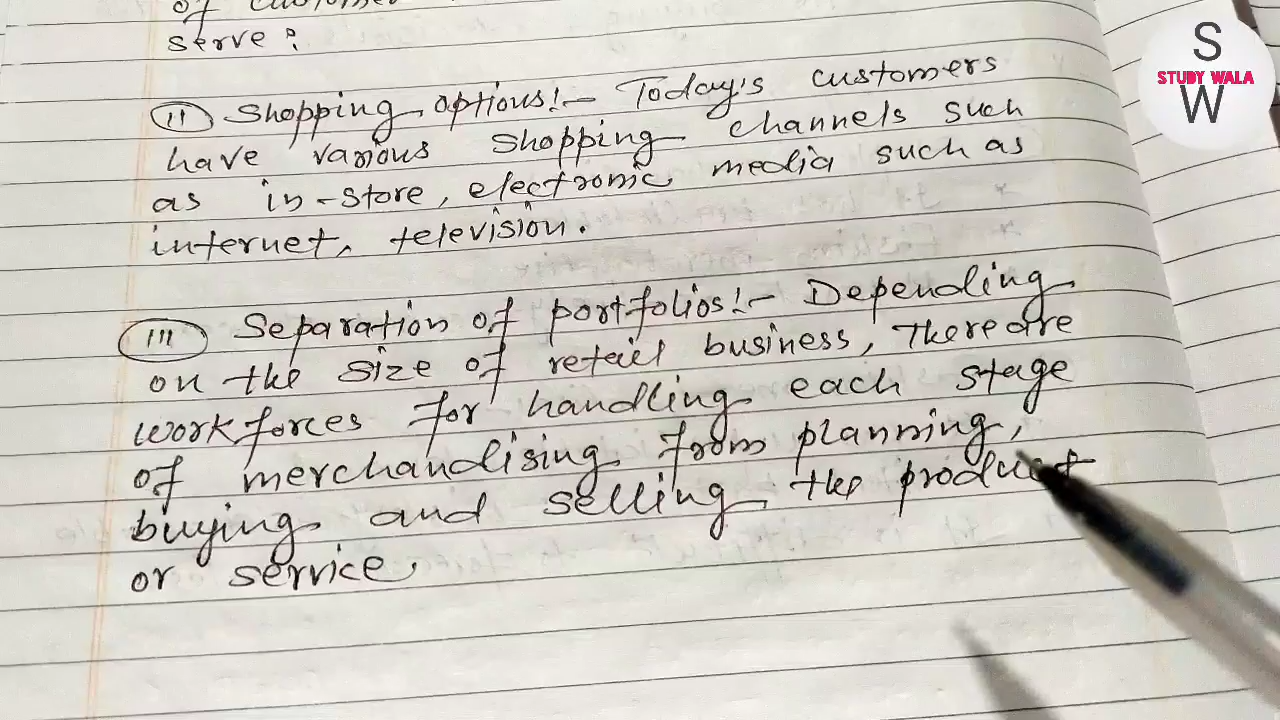 of customer
serve :
(ii) Shopping options!- Today's customers
have various shopping channels such
as in-store, electronic media such as
internet, television.
(iii) Separation of portfolios!- Depending
on the size of retail business, there are
workforces for handling each stage
of merchandising from planning,
buying and selling the product
or service.
S
STUDY WALA
W